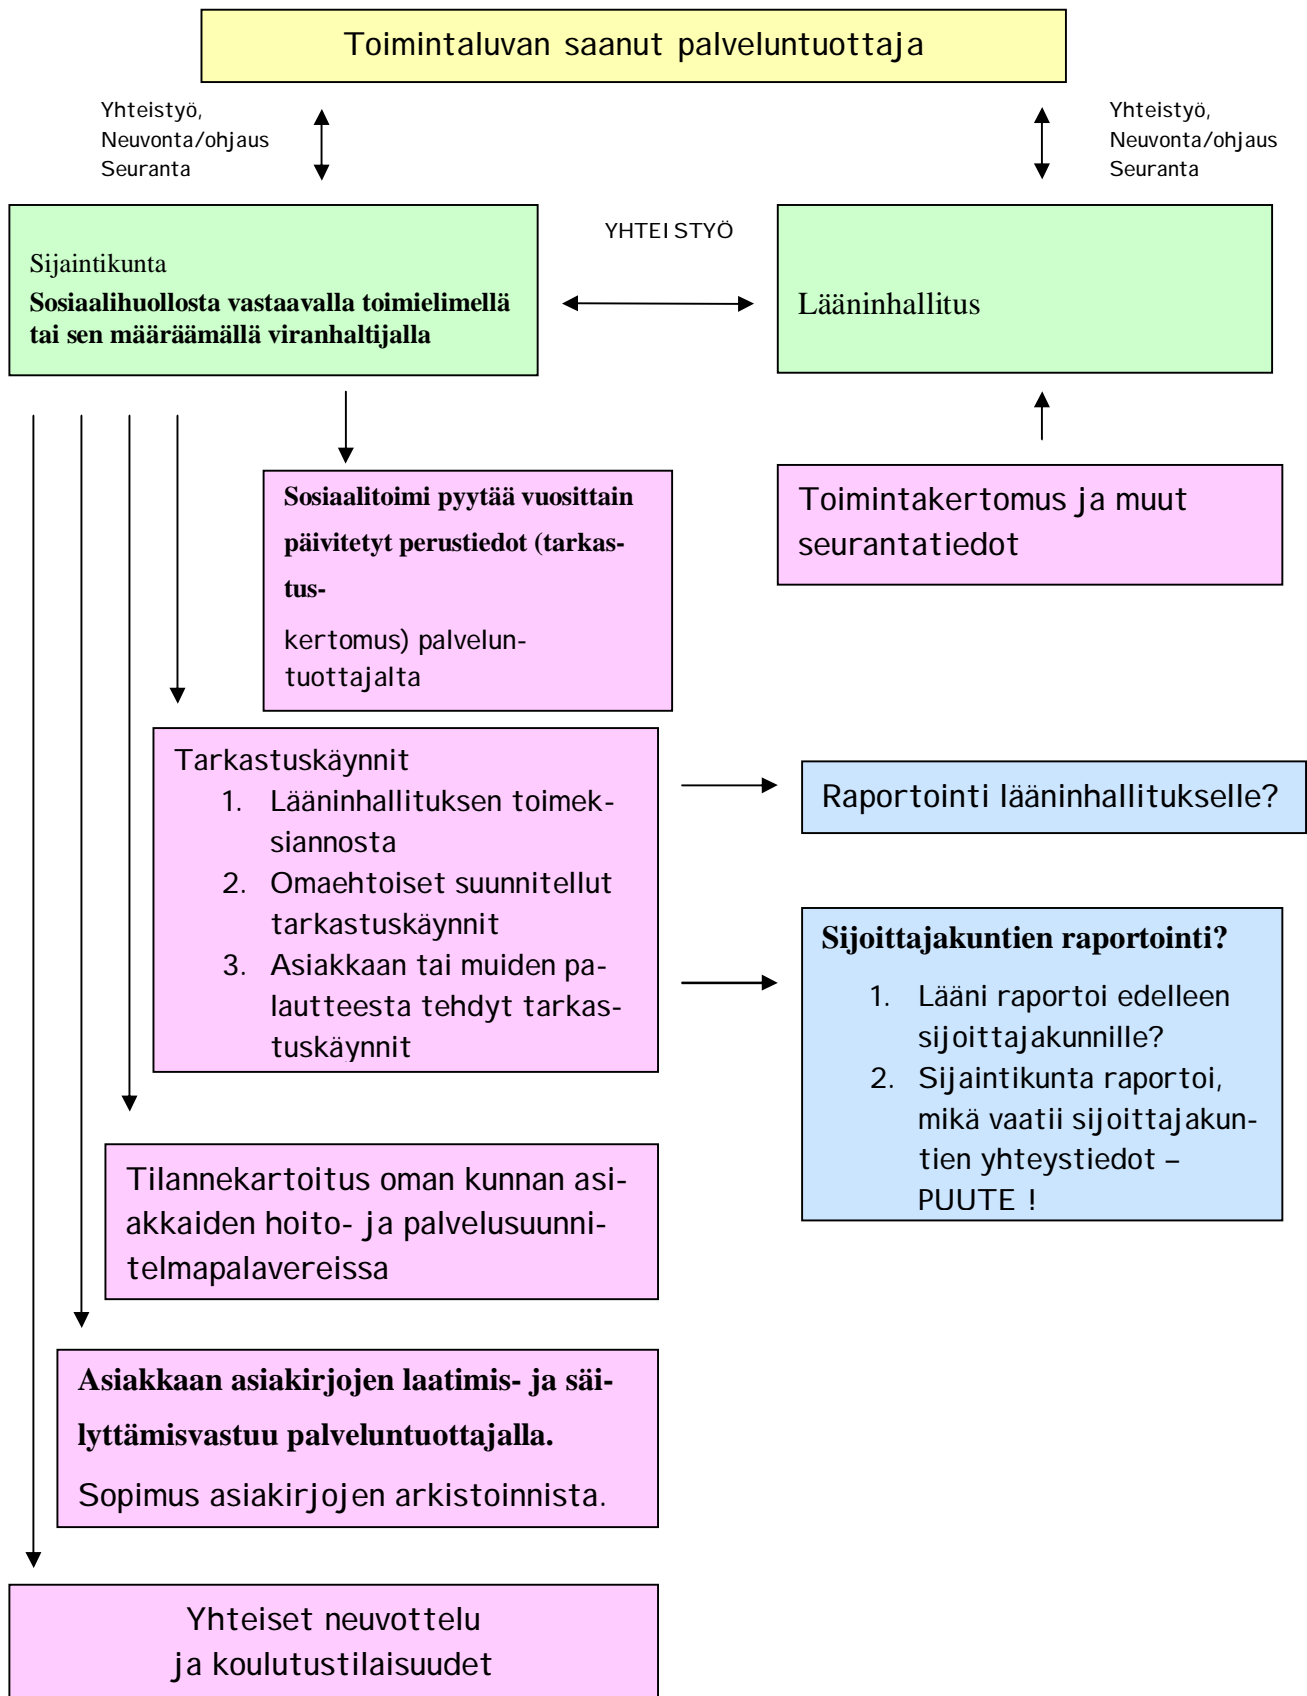 Toimintaluvan saanut palveluntuottaja
Yhteistyö,
Neuvonta/ohjaus
Seuranta
Yhteistyö,
Neuvonta/ohjaus
Seuranta
Sijaintikunta
Sosiaalihuollosta vastaavalla toimielimellä
tai sen määräämällä viranhaltijalla
YHTEISTYÖ
Lääninhallitus
Sosiaalitoimi pyytää vuosittain
päivitetyt perustiedot (tarkas-
tus-
kertomus) palvelun-
tuottajalta
Toimintakertomus ja muut
seurantatiedot
Tarkastuskäynnit
1. Lääninhallituksen toimek-
siannosta
2. Omaehtoiset suunnitellut
tarkastuskäynnit
3. Asiakkaan tai muiden pa-
lautteesta tehdyt tarkas-
tuskäynnit
Raportointi lääninhallitukselle?
Sijoittajakuntien raportointi?
1. Lääni raportoi edelleen
sijoittajakunnille?
2. Sijaintikunta raportoi,
mikä vaatii sijoittajakun-
tien yhteystiedot –
PUUTE !
Tilannekartoitus oman kunnan asi-
akkaiden hoito- ja palvelusuunni-
telmapalavereissa
Asiakkaan asiakirjojen laatimis- ja säi-
lyttämisvastuu palveluntuottajalla.
Sopimus asiakirjojen arkistoinnista.
Yhteiset neuvottelu
ja koulutustilaisuudet